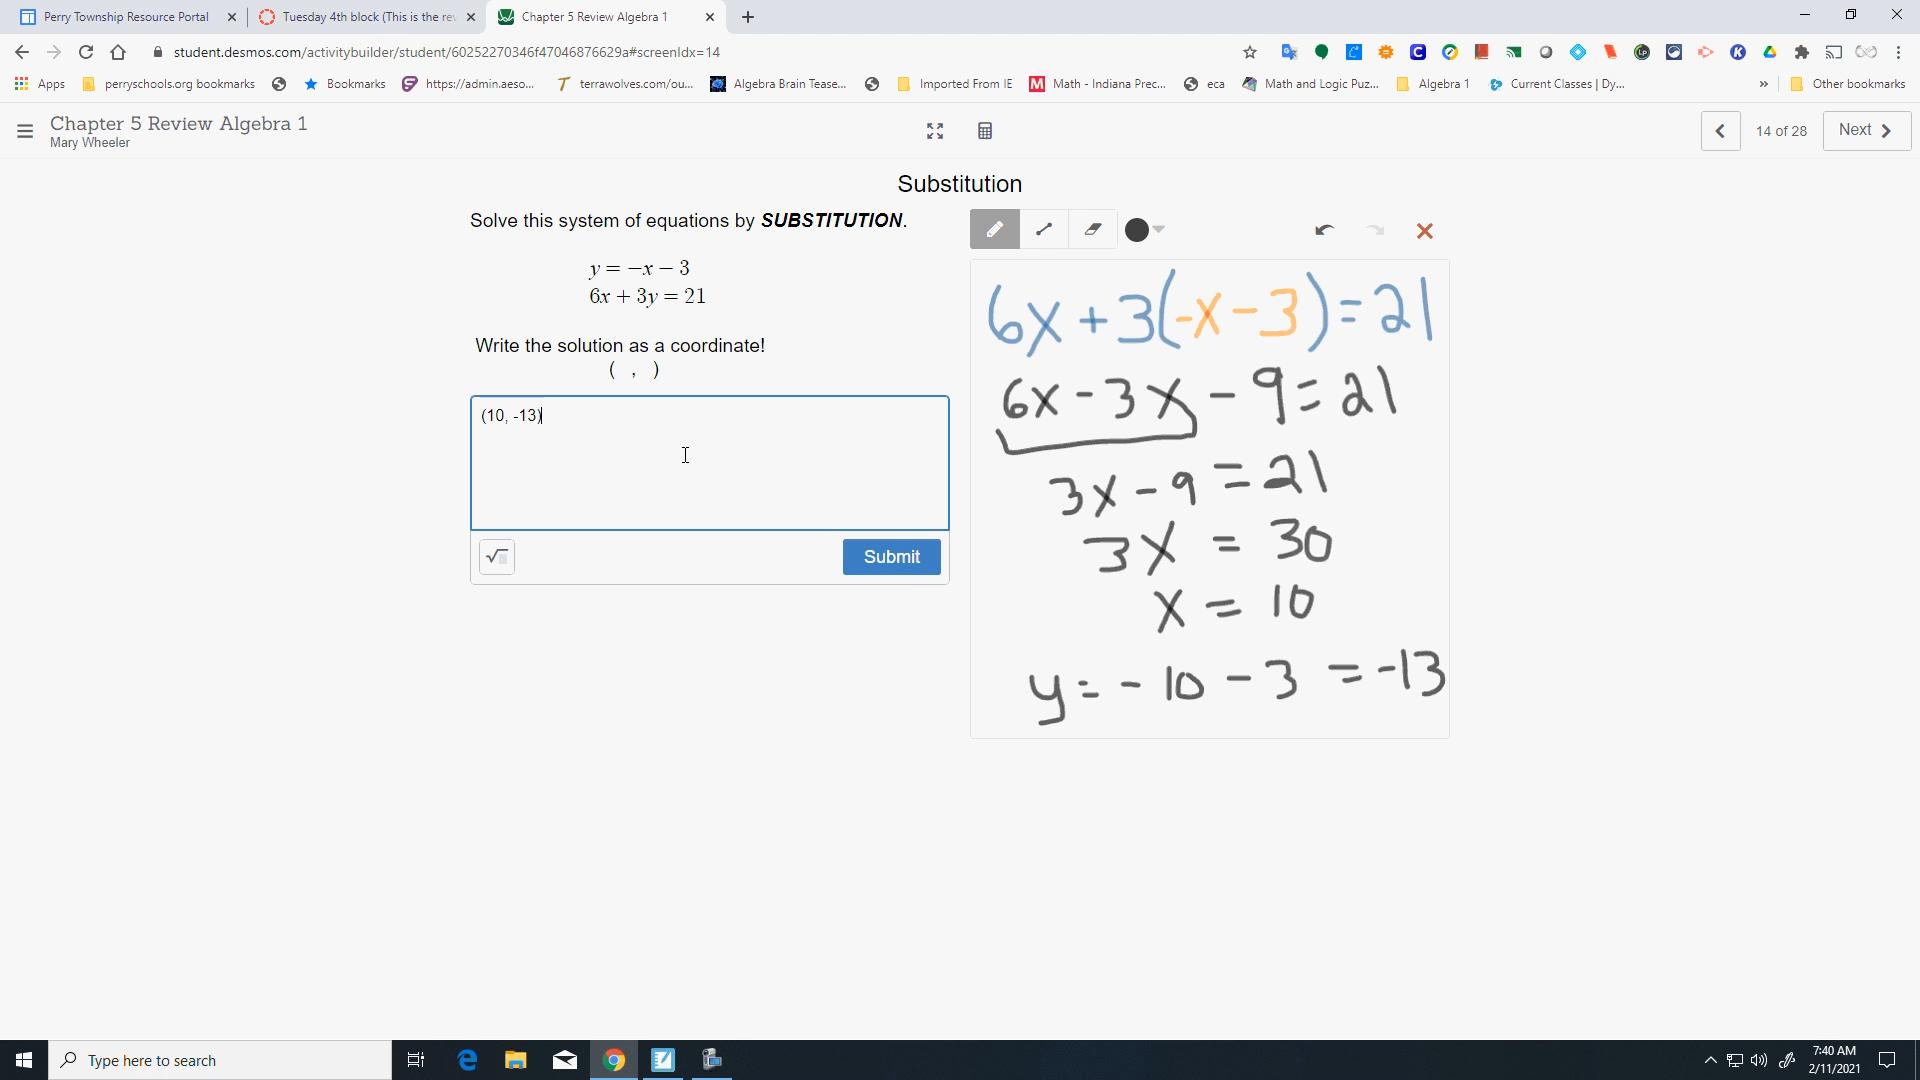 Perry Township Resource Portal
Tuesday 4th block (This is the rev
Chapter 5 Review Algebra 1
student.desmos.com/activitybuilder/student/60252270346f47046876629a#screenIdx=14
Apps
perryschools.org bookmarks
Bookmarks
https://admin.aeso...
terrawolves.com/ou...
Algebra Brain Tease...
Imported From IE
Math - Indiana Prec...
eca
Math and Logic Puz...
Algebra 1
Current Classes | Dy...
»
Other bookmarks
Chapter 5 Review Algebra 1
Mary Wheeler
14 of 28
Next
Substitution
Solve this system of equations by SUBSTITUTION.
y = −x − 3
6x + 3y = 21
Write the solution as a coordinate!
( , )
(10, -13)
√
Submit
6x + 3(-x - 3) = 21
6x - 3x - 9 = 21
3x - 9 = 21
3x = 30
x = 10
y = - 10 - 3 = -13
Type here to search
7:40 AM
2/11/2021